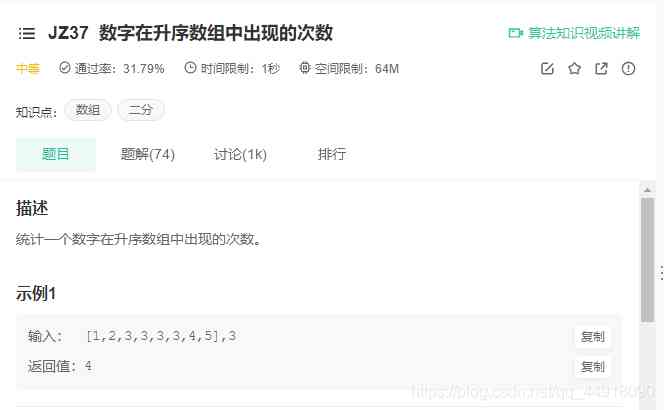 JZ37 数字在升序数组中出现的次数 算法知识视频讲解
中等 通过率：31.79% 时间限制：1秒 空间限制：64M
知识点： 数组 二分
题目 题解(74) 讨论(1k) 排行
描述
统计一个数字在升序数组中出现的次数。
示例1
输入： [1,2,3,3,3,3,4,5],3 复制
返回值：4 复制
https://blog.csdn.net/qq_44918090